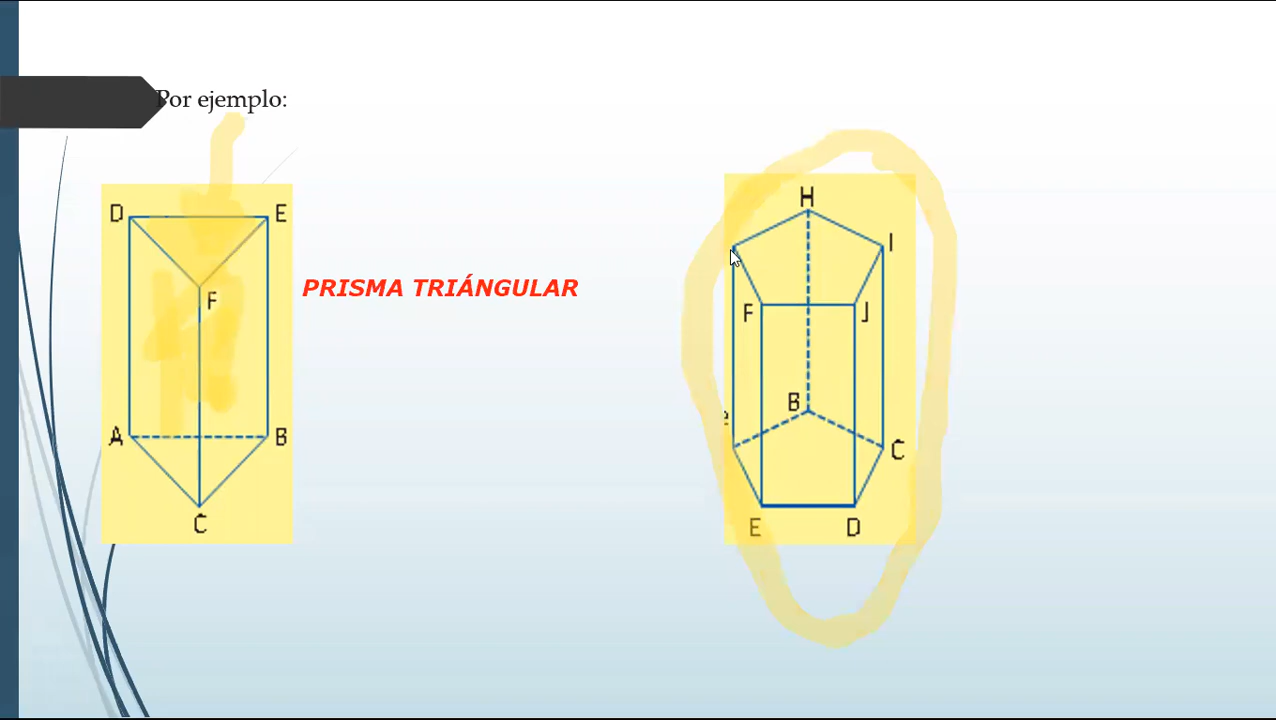 Por ejemplo:
D E
F
A B
C
PRISMA TRIÁNGULAR
H
I
F J
B
C
E D